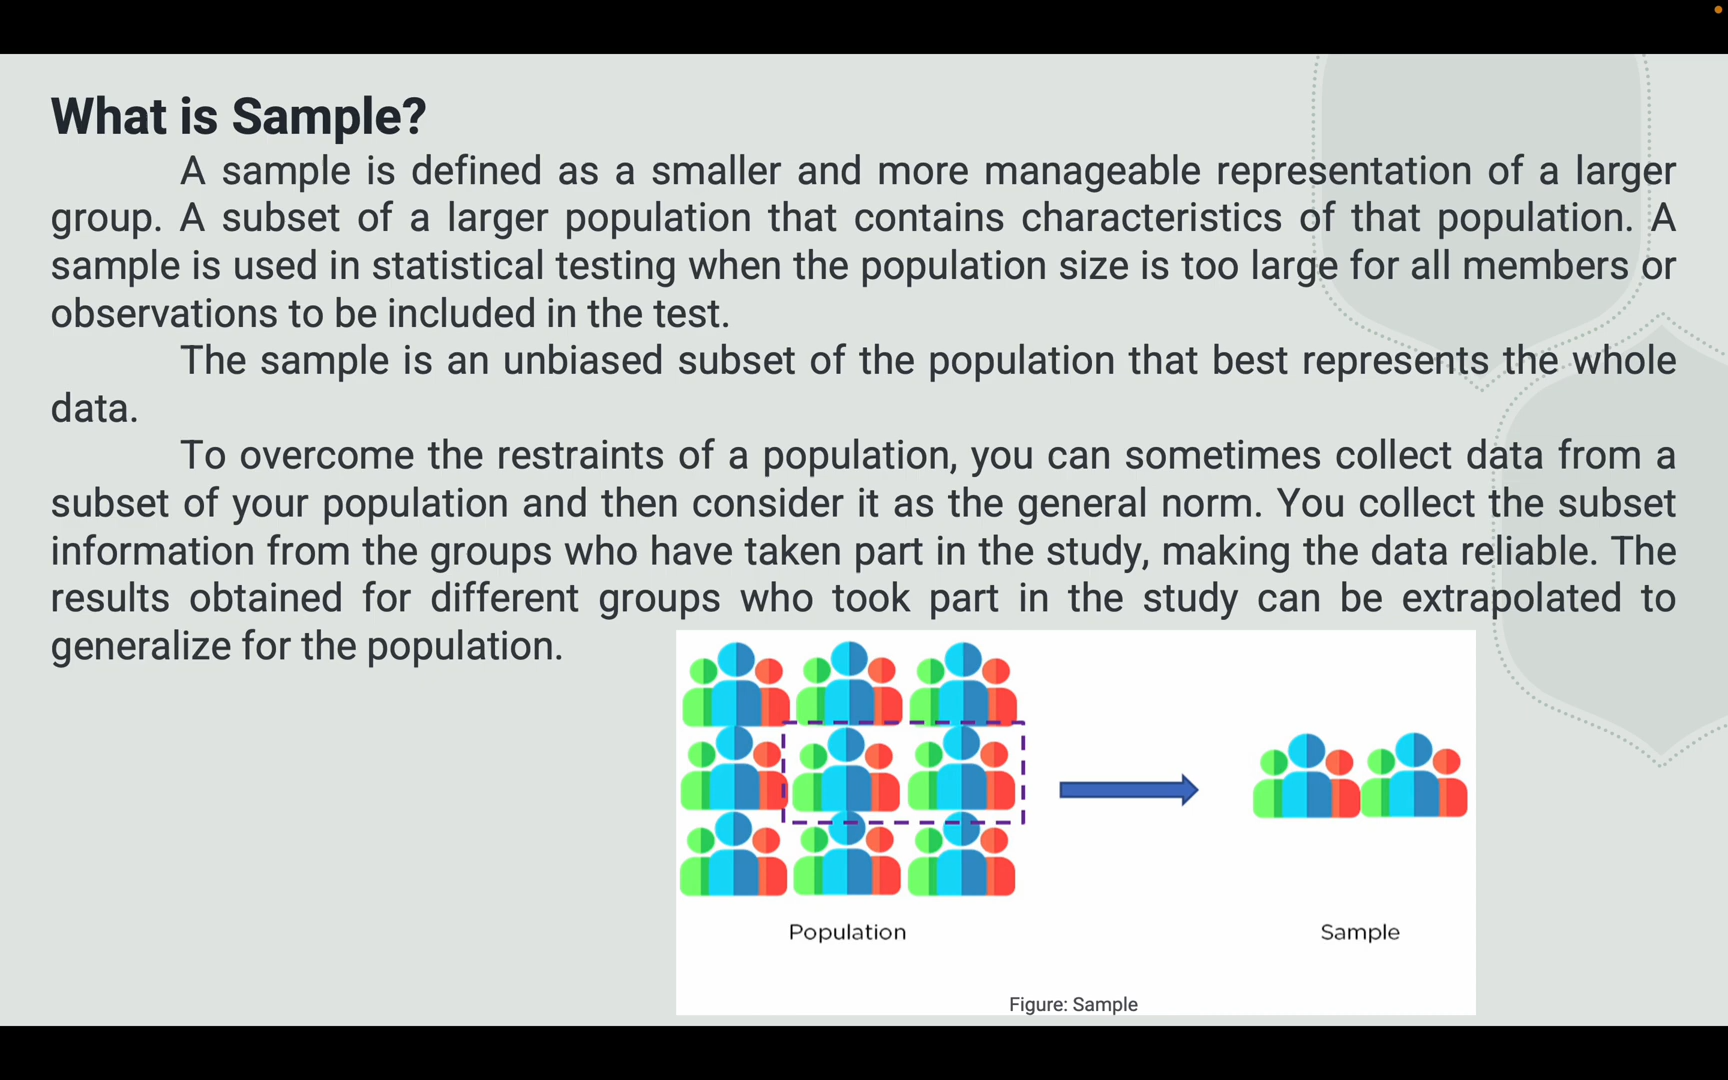 What is Sample?
A sample is defined as a smaller and more manageable representation of a larger
group. A subset of a larger population that contains characteristics of that population. A
sample is used in statistical testing when the population size is too large for all members or
observations to be included in the test.
The sample is an unbiased subset of the population that best represents the whole
data.
To overcome the restraints of a population, you can sometimes collect data from a
subset of your population and then consider it as the general norm. You collect the subset
information from the groups who have taken part in the study, making the data reliable. The
results obtained for different groups who took part in the study can be extrapolated to
generalize for the population.
Population
Sample
Figure: Sample